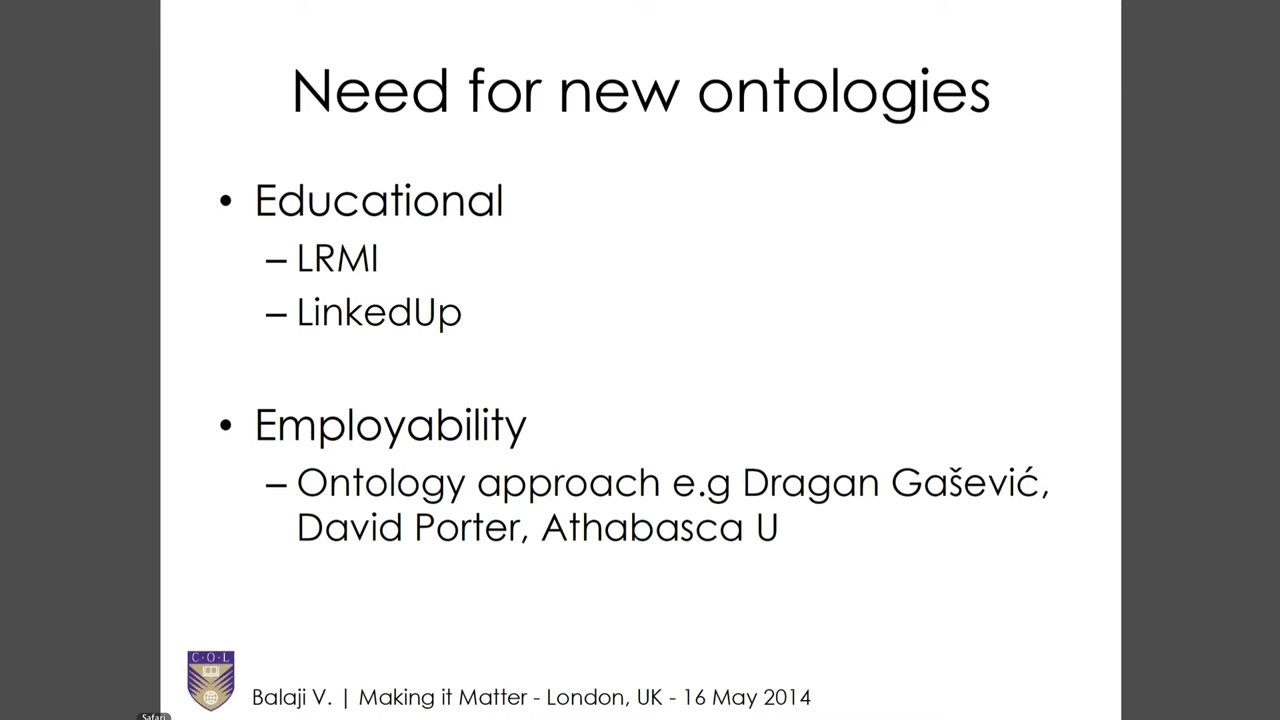 Need for new ontologies
• Educational
– LRMI
– LinkedUp
• Employability
– Ontology approach e.g Dragan Gašević,
David Porter, Athabasca U
C·O·L
Balaji V. | Making it Matter - London, UK - 16 May 2014
Safari